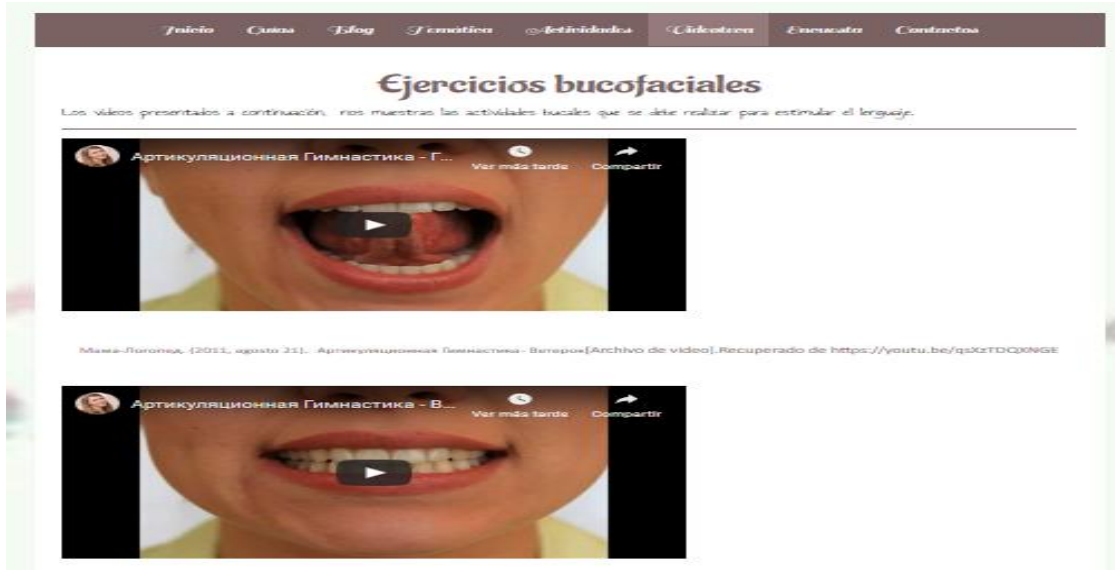 Inicio Guias Blog Temática Actividades Videoteca Encuesta Contactos
Ejercicios bucofaciales
Los videos presentados a continuación, nos muestras las actividades bucales que se debe realizar para estimular el lenguaje.
Артикуляционная Гимнастика - Г...
Ver más tarde Compartir
Мама-Логопед. (2011, agosto 21). Артикуляционная Гимнастика- Ветерок[Archivo de video].Recuperado de https://youtu.be/qsXzTDQXNGE
Артикуляционная Гимнастика - В...
Ver más tarde Compartir